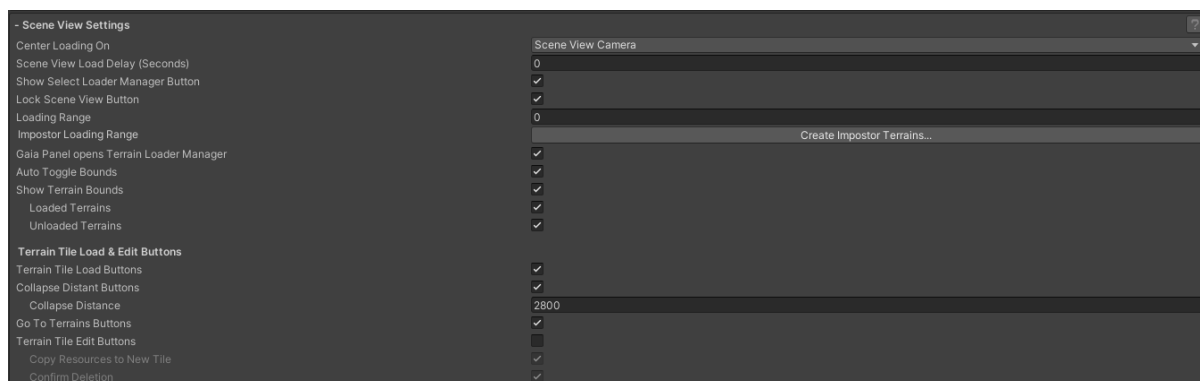 - Scene View Settings ?
Center Loading On Scene View Camera
Scene View Load Delay (Seconds) 0
Show Select Loader Manager Button
Lock Scene View Button
Loading Range 0
Impostor Loading Range Create Impostor Terrains...
Gaia Panel opens Terrain Loader Manager
Auto Toggle Bounds
Show Terrain Bounds
Loaded Terrains
Unloaded Terrains
Terrain Tile Load & Edit Buttons
Terrain Tile Load Buttons
Collapse Distant Buttons
Collapse Distance 2800
Go To Terrains Buttons
Terrain Tile Edit Buttons
Copy Resources to New Tile
Confirm Deletion